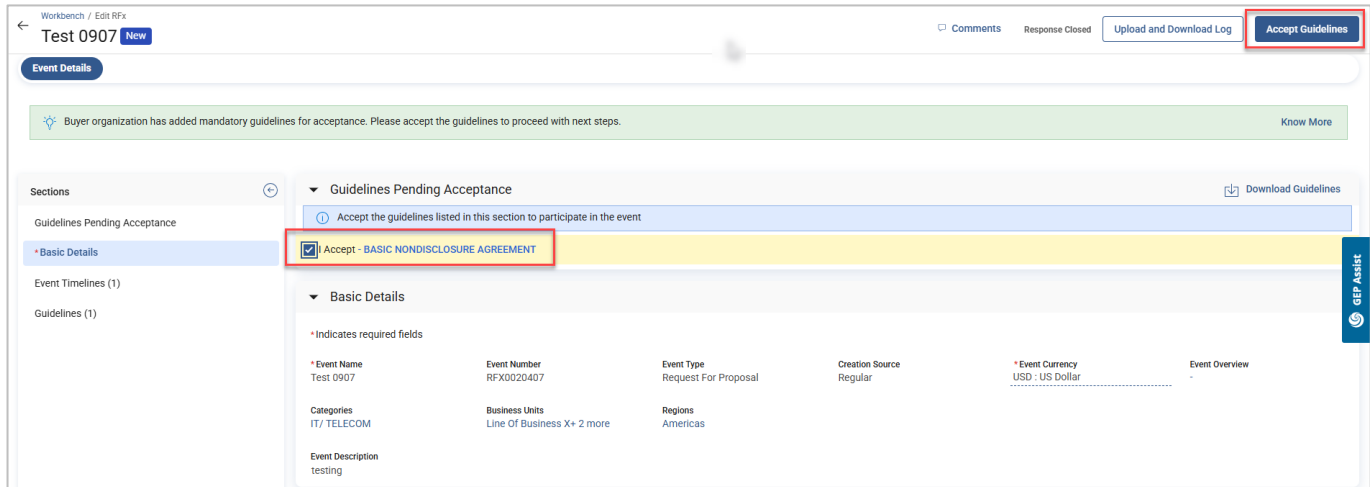 Workbench / Edit RFx
Test 0907 New
Comments
Response Closed
Upload and Download Log
Accept Guidelines
Event Details
Buyer organization has added mandatory guidelines for acceptance. Please accept the guidelines to proceed with next steps.
Know More
Sections
Guidelines Pending Acceptance
*Basic Details
Event Timelines (1)
Guidelines (1)
Guidelines Pending Acceptance
Download Guidelines
Accept the guidelines listed in this section to participate in the event
I Accept - BASIC NONDISCLOSURE AGREEMENT
Basic Details
*Indicates required fields
*Event Name
Test 0907
Event Number
RFX0020407
Event Type
Request For Proposal
Creation Source
Regular
*Event Currency
USD : US Dollar
Event Overview
-
Categories
IT/ TELECOM
Business Units
Line Of Business X+ 2 more
Regions
Americas
Event Description
testing
GEP Assist